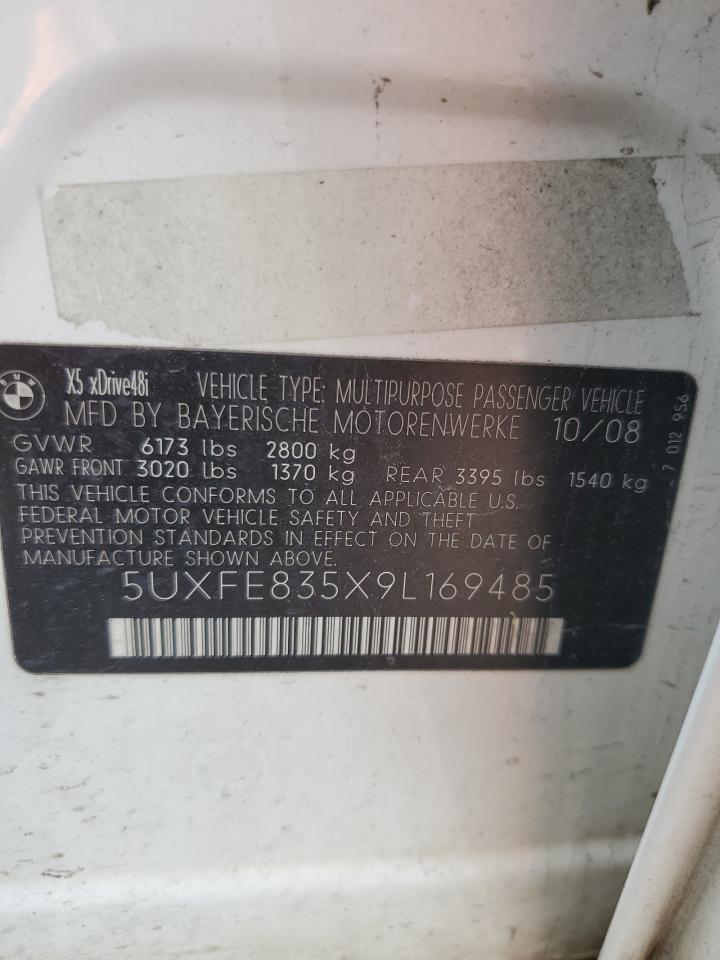 BMW
X5 xDrive48i VEHICLE TYPE: MULTIPURPOSE PASSENGER VEHICLE
MFD BY BAYERISCHE MOTORENWERKE 10/08
GVWR 6173 lbs 2800 kg
GAWR FRONT 3020 lbs 1370 kg REAR 3395 lbs 1540 kg
THIS VEHICLE CONFORMS TO ALL APPLICABLE U.S.
FEDERAL MOTOR VEHICLE SAFETY AND THEFT
PREVENTION STANDARDS IN EFFECT ON THE DATE OF
MANUFACTURE SHOWN ABOVE.
5UXFE835X9L169485
7 012 956